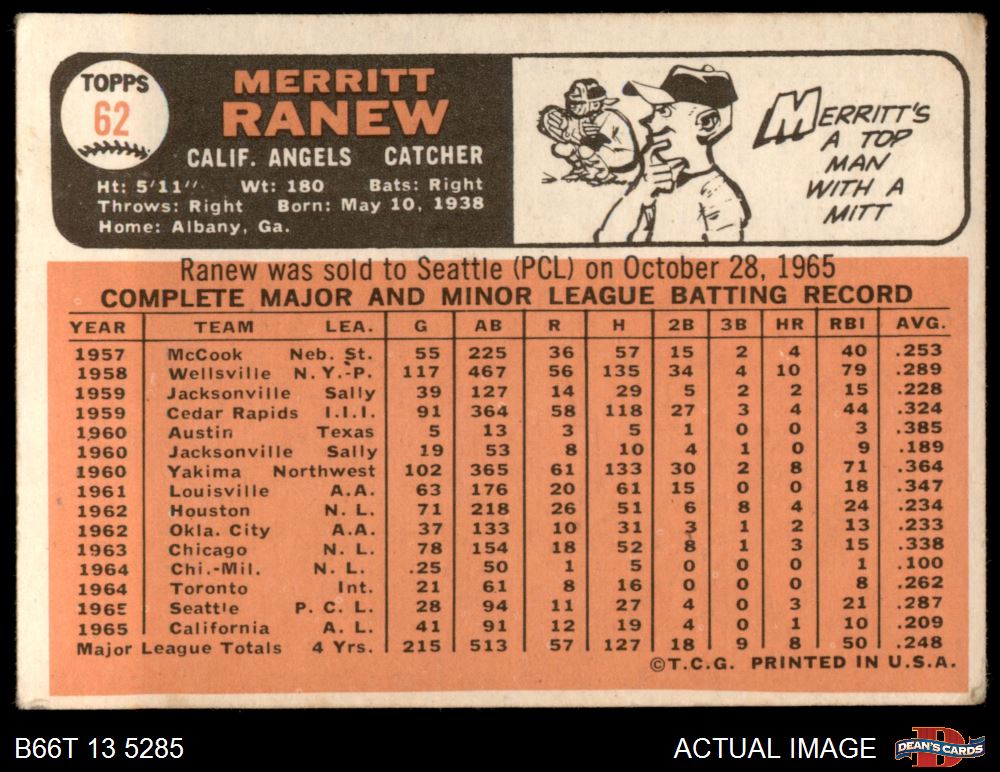 TOPPS
62
MERRITT
RANEW
CALIF. ANGELS CATCHER
Ht: 5'11" Wt: 180 Bats: Right
Throws: Right Born: May 10, 1938
Home: Albany, Ga.
MERRITT'S
A TOP
MAN
WITH A
MITT
Ranew was sold to Seattle (PCL) on October 28, 1965
COMPLETE MAJOR AND MINOR LEAGUE BATTING RECORD
YEAR TEAM LEA. G AB R H 2B 3B HR RBI AVG.
1957 McCook Neb. St. 55 225 36 57 15 2 4 40 .253
1958 Wellsville N.Y.-P. 117 467 56 135 34 4 10 79 .289
1959 Jacksonville Sally 39 127 14 29 5 2 2 15 .228
1959 Cedar Rapids I.I.I. 91 364 58 118 27 3 4 44 .324
1960 Austin Texas 5 13 3 5 1 0 0 3 .385
1960 Jacksonville Sally 19 53 8 10 4 1 0 9 .189
1960 Yakima Northwest 102 365 61 133 30 2 8 71 .364
1961 Louisville A.A. 63 176 20 61 15 0 0 18 .347
1962 Houston N. L. 71 218 26 51 6 8 4 24 .234
1962 Okla. City A.A. 37 133 10 31 3 1 2 13 .233
1963 Chicago N. L. 78 154 18 52 8 1 3 15 .338
1964 Chi.-Mil. N. L. .25 50 1 5 0 0 0 1 .100
1964 Toronto Int. 21 61 8 16 0 0 0 8 .262
1965 Seattle P. C. L. 28 94 11 27 4 0 3 21 .287
1965 California A. L. 41 91 12 19 4 0 1 10 .209
Major League Totals 4 Yrs. 215 513 57 127 18 9 8 50 .248
©T.C.G. PRINTED IN U.S.A.
B66T 13 5285 ACTUAL IMAGE DEAN'S CARDS